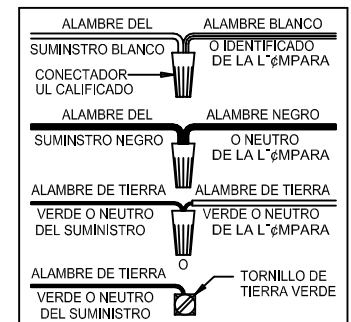 ALAMBRE DEL ALAMBRE BLANCO
SUMINSTRO BLANCO O IDENTIFICADO
DE LA L¯¢MPARA
CONECTADOR
UL CALIFICADO
ALAMBRE DEL ALAMBRE NEGRO
SUMINSTRO NEGRO O NEUTRO
DE LA L¯¢MPARA
ALAMBRE DE TIERRA ALAMBRE DE TIERRA
VERDE O NEUTRO VERDE O NEUTRO
DEL SUMINISTRO DE LA L¯¢MPARA
O
ALAMBRE DE TIERRA TORNILLO DE
TIERRA VERDE
VERDE O NEUTRO
DEL SUMINISTRO